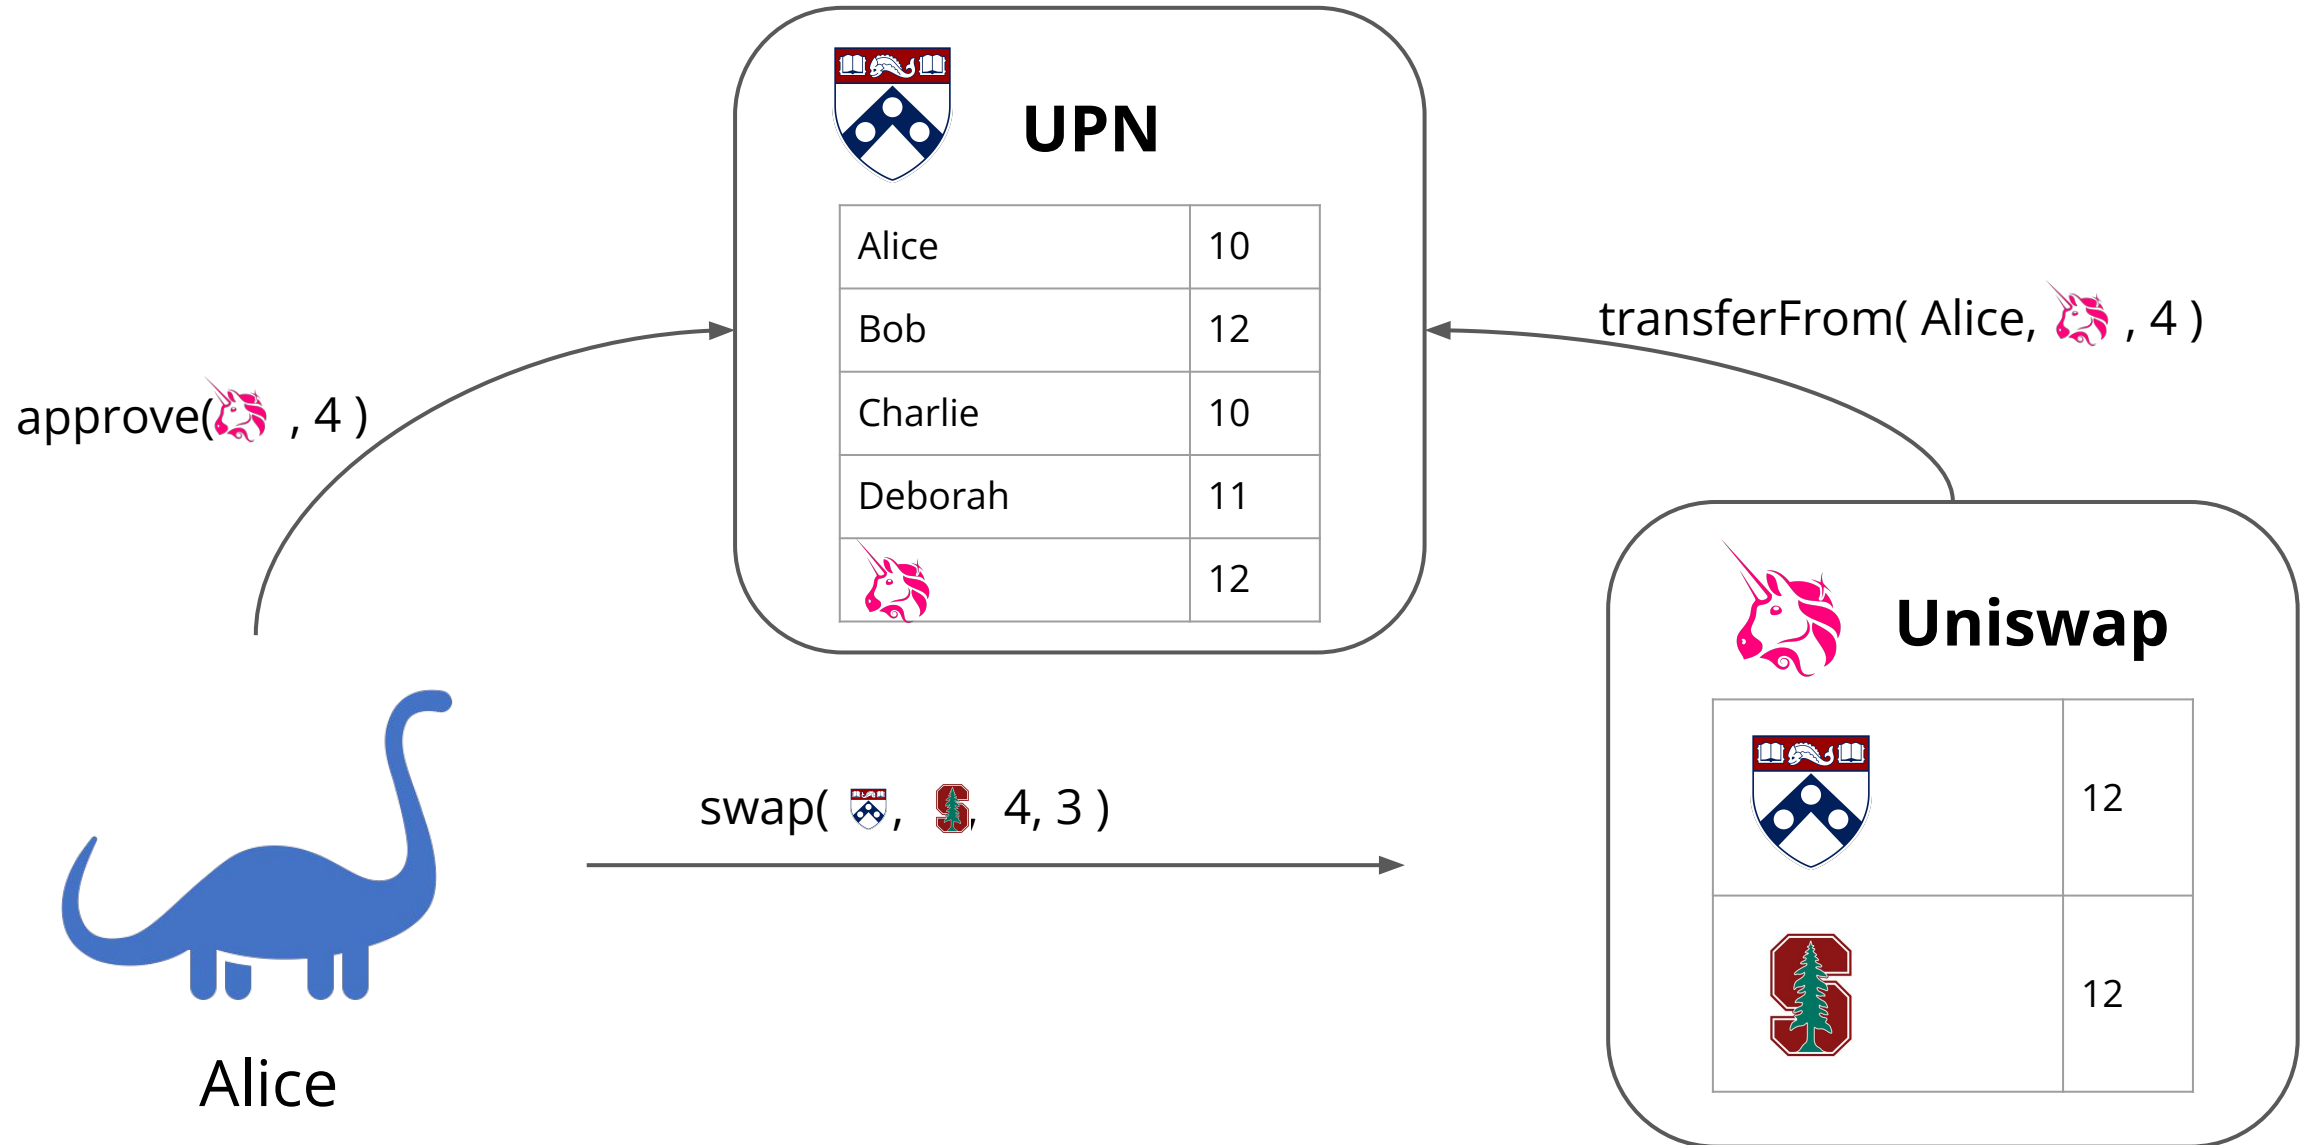 UPN
Alice 10
Bob 12
Charlie 10
Deborah 11
12
approve( , 4 )
transferFrom( Alice, , 4 )
swap( , , 4, 3 )
Uniswap
12
12
Alice